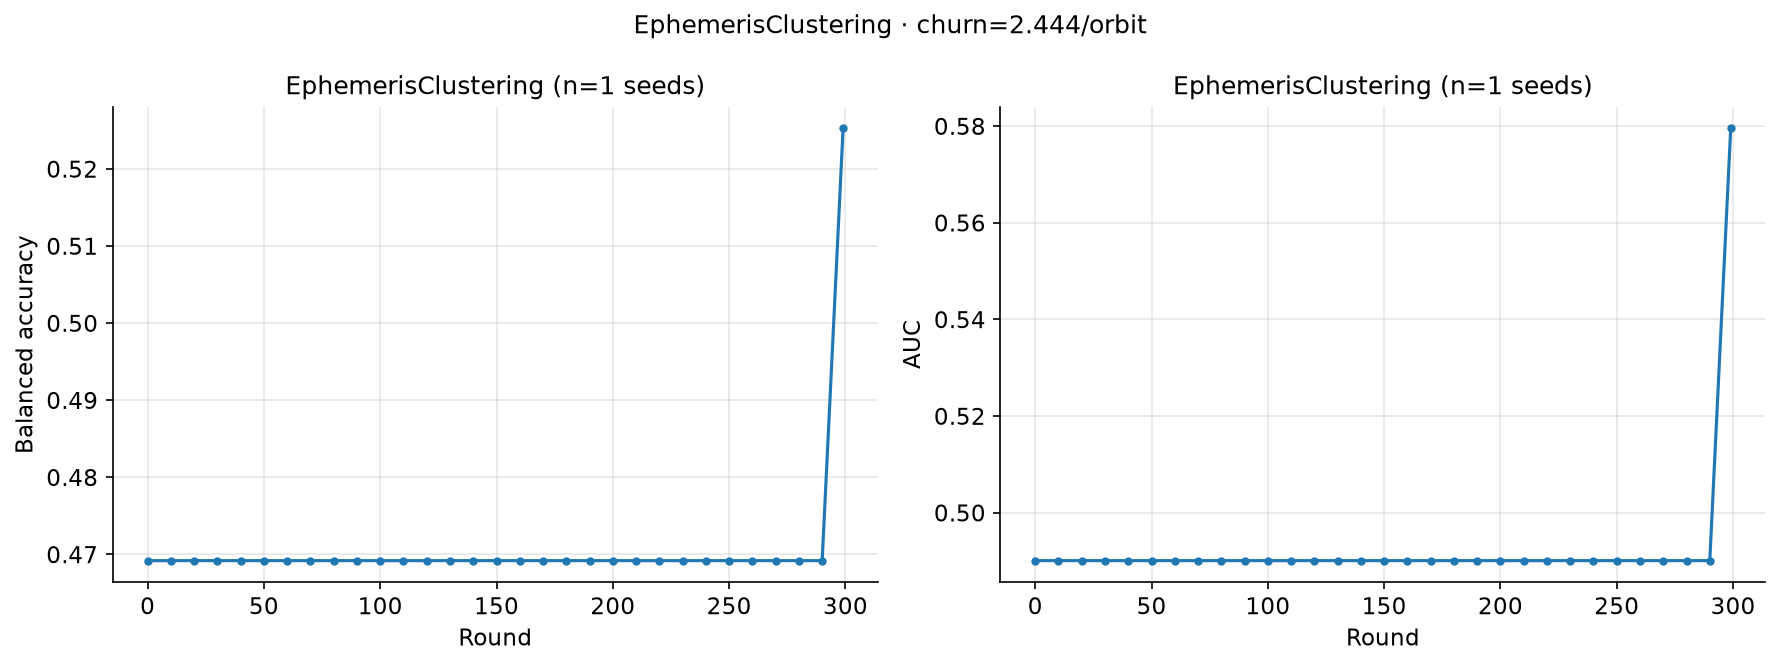 EphemerisClustering · churn=2.444/orbit
EphemerisClustering (n=1 seeds)
Balanced accuracy
0.52
0.51
0.50
0.49
0.48
0.47
0 50 100 150 200 250 300
Round
EphemerisClustering (n=1 seeds)
AUC
0.58
0.56
0.54
0.52
0.50
0 50 100 150 200 250 300
Round